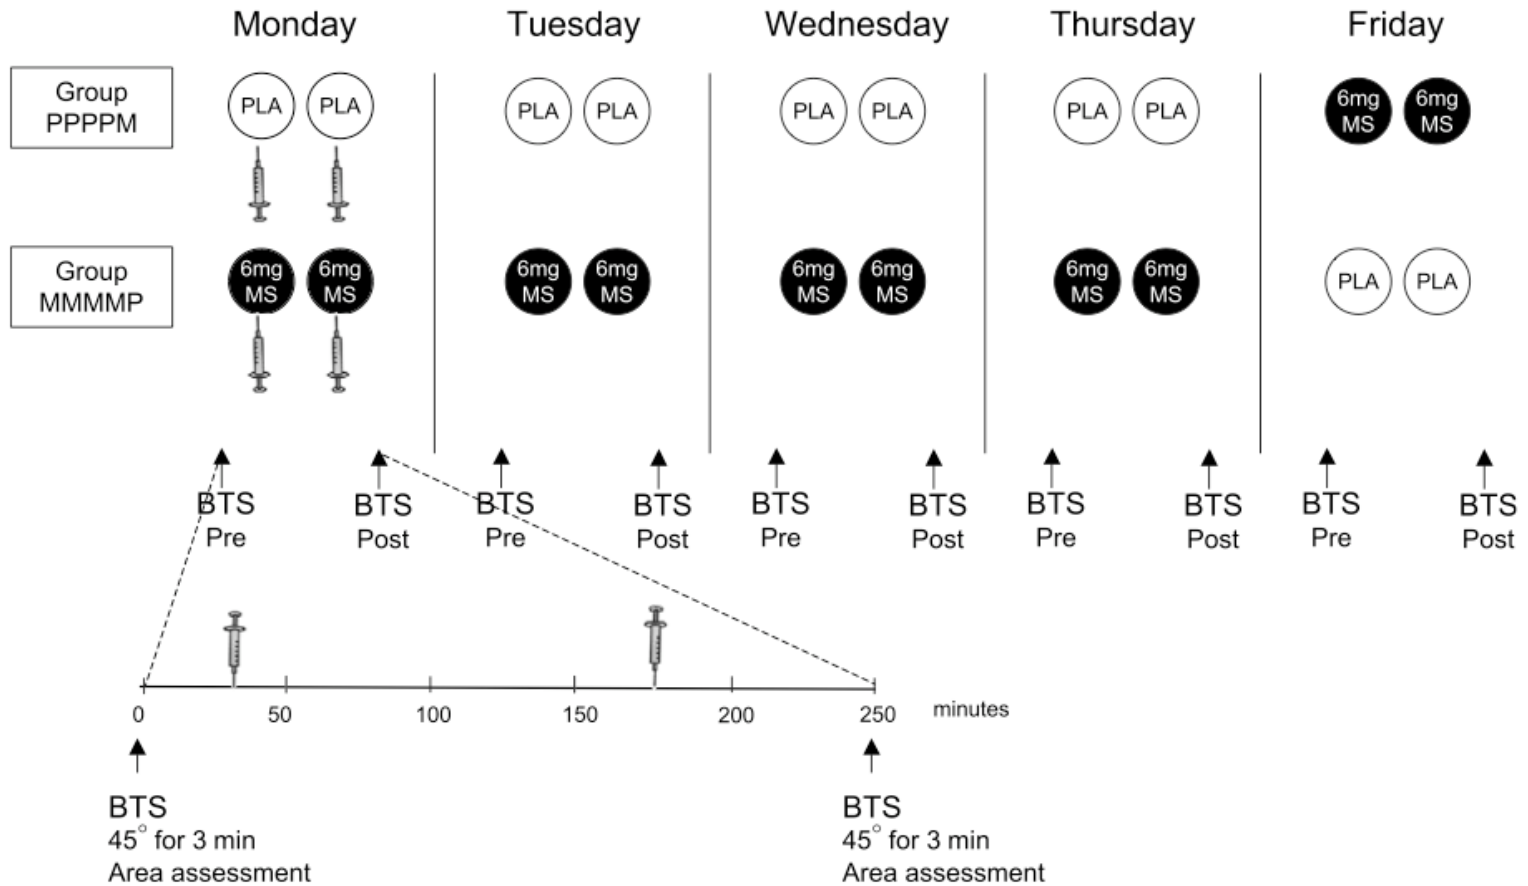 Monday Tuesday Wednesday Thursday Friday
Group
PPPPM
PLA PLA PLA PLA PLA PLA PLA PLA 6mg
MS 6mg
MS
Group
MMMMP
6mg
MS 6mg
MS 6mg
MS 6mg
MS 6mg
MS 6mg
MS 6mg
MS 6mg
MS PLA PLA
BTS BTS BTS BTS BTS BTS BTS BTS BTS BTS
Pre Post Pre Post Pre Post Pre Post Pre Post
0 50 100 150 200 250 minutes
BTS
45° for 3 min
Area assessment
BTS
45° for 3 min
Area assessment